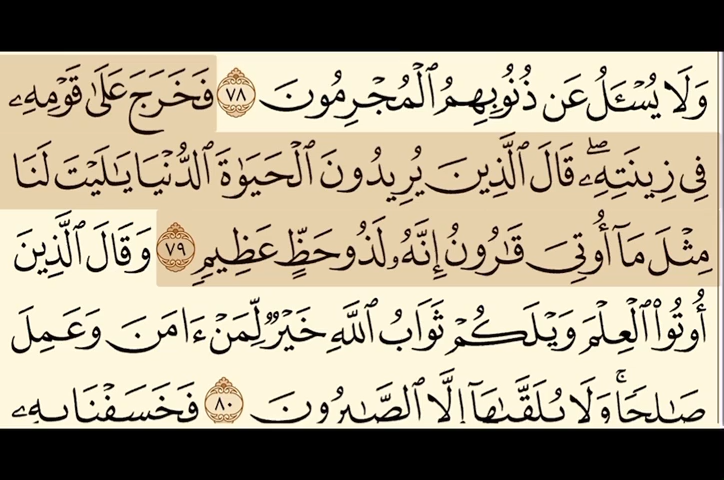 وَلَا يُسْـَٔلُ عَن ذُنُوبِهِمُ ٱلْمُجْرِمُونَ ٧٨ فَخَرَجَ عَلَىٰ قَوْمِهِۦ
فِى زِينَتِهِۦ ۖ قَالَ ٱلَّذِينَ يُرِيدُونَ ٱلْحَيَوٰةَ ٱلدُّنْيَا يَـٰلَيْتَ لَنَا
مِثْلَ مَآ أُوتِىَ قَـٰرُونُ إِنَّهُۥ لَذُو حَظٍّ عَظِيمٍ ٧٩ وَقَالَ ٱلَّذِينَ
أُوتُوا۟ ٱلْعِلْمَ وَيْلَكُمْ ثَوَابُ ٱللَّهِ خَيْرٌ لِّمَنْ ءَامَنَ وَعَمِلَ
صَـٰلِحًا ۚ وَلَا يُلَقَّىٰهَآ إِلَّا ٱلصَّـٰبِرُونَ ٨٠ فَخَسَفْنَا بِهِۦ